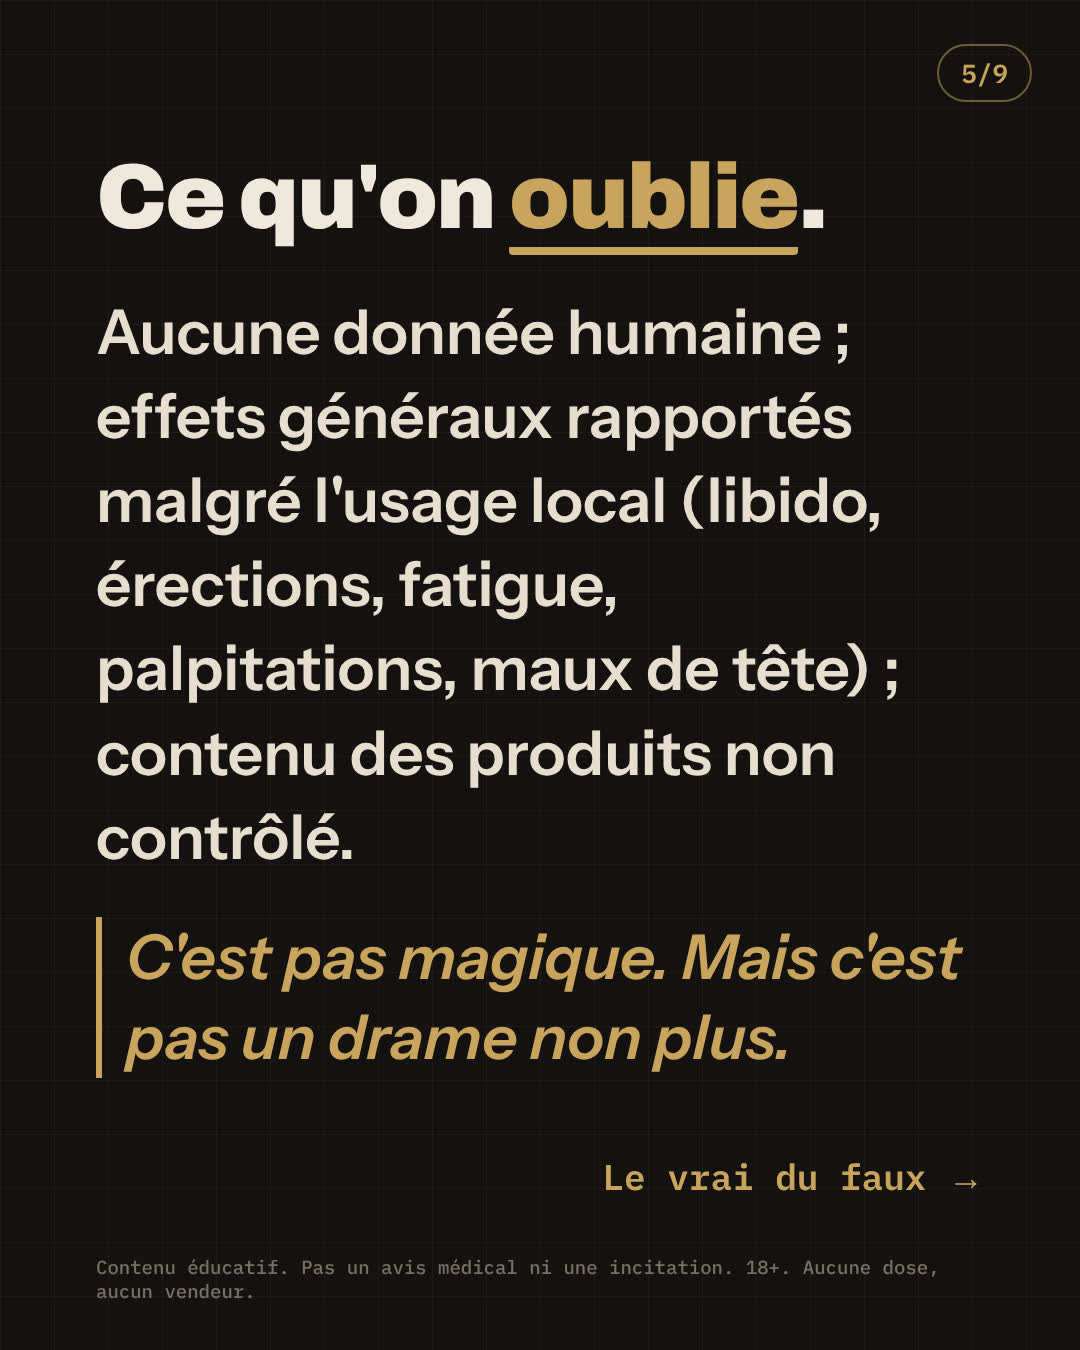 5/9
Ce qu'on oublie.
Aucune donnée humaine ;
effets généraux rapportés
malgré l'usage local (libido,
érections, fatigue,
palpitations, maux de tête) ;
contenu des produits non
contrôlé.
C'est pas magique. Mais c'est
pas un drame non plus.
Le vrai du faux →
Contenu éducatif. Pas un avis médical ni une incitation. 18+. Aucune dose,
aucun vendeur.